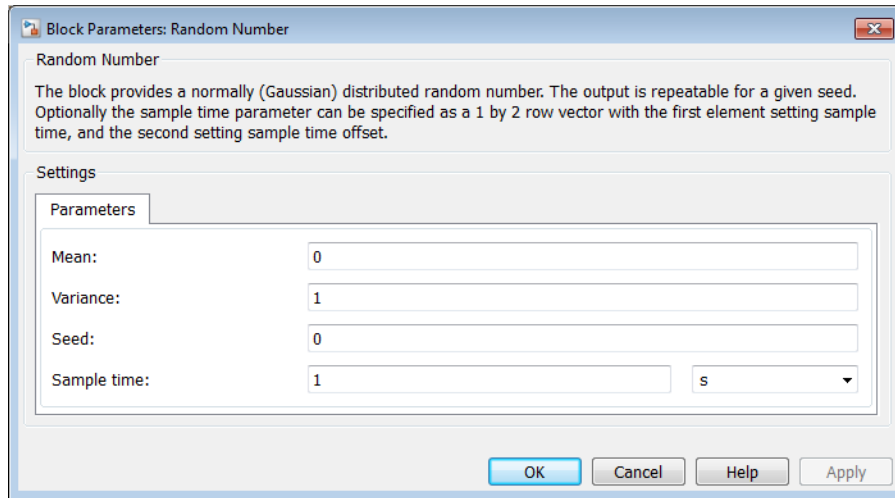 Block Parameters: Random Number
Random Number
The block provides a normally (Gaussian) distributed random number. The output is repeatable for a given seed.
Optionally the sample time parameter can be specified as a 1 by 2 row vector with the first element setting sample
time, and the second setting sample time offset.
Settings
Parameters
Mean: 0
Variance: 1
Seed: 0
Sample time: 1 s
OK Cancel Help Apply